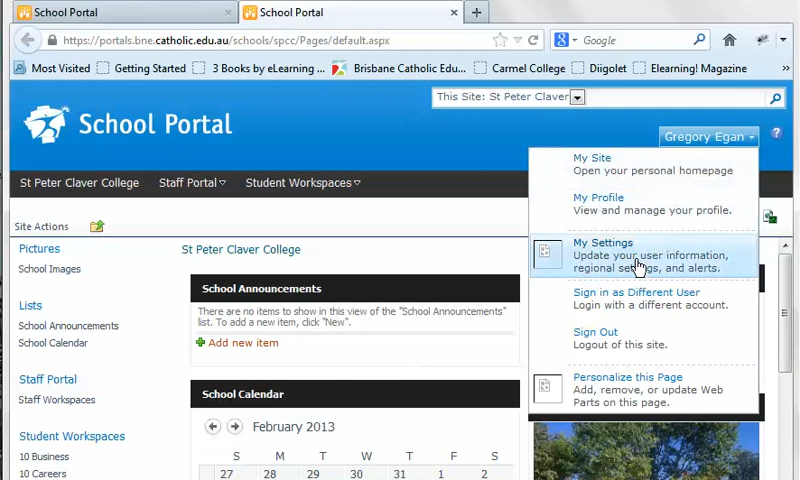 School Portal
School Portal
https://portals.bne.catholic.edu.au/schools/spcc/Pages/default.aspx
Google
Most Visited
Getting Started
3 Books by eLearning ...
Brisbane Catholic Edu...
Carmel College
Diigolet
Elearning! Magazine
This Site: St Peter Claver
School Portal
Gregory Egan
St Peter Claver College
Staff Portal
Student Workspaces
Site Actions
My Site
Open your personal homepage
My Profile
View and manage your profile.
My Settings
Update your user information,
regional settings, and alerts.
Sign in as Different User
Login with a different account.
Sign Out
Logout of this site.
Personalize this Page
Add, remove, or update Web
Parts on this page.
Pictures
School Images
Lists
School Announcements
School Calendar
Staff Portal
Staff Workspaces
Student Workspaces
10 Business
10 Careers
St Peter Claver College
School Announcements
There are no items to show in this view of the "School Announcements"
list. To add a new item, click "New".
Add new item
School Calendar
February 2013
S M T W T F S
27 28 29 30 31 1 2